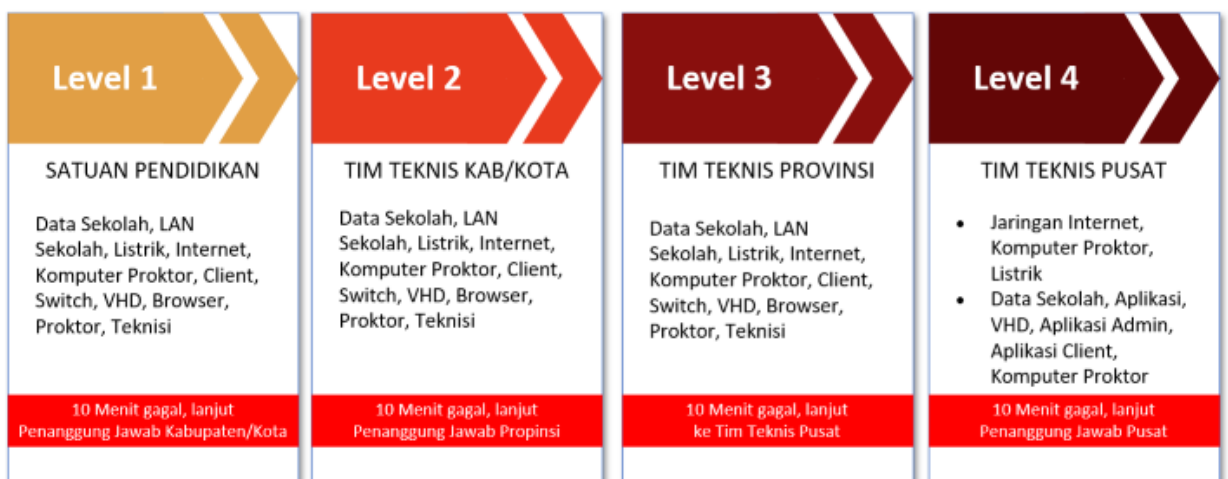 Level 1
SATUAN PENDIDIKAN
Data Sekolah, LAN
Sekolah, Listrik, Internet,
Komputer Proktor, Client,
Switch, VHD, Browser,
Proktor, Teknisi
10 Menit gagal, lanjut
Penanggung Jawab Kabupaten/Kota
Level 2
TIM TEKNIS KAB/KOTA
Data Sekolah, LAN
Sekolah, Listrik, Internet,
Komputer Proktor, Client,
Switch, VHD, Browser,
Proktor, Teknisi
10 Menit gagal, lanjut
Penanggung Jawab Propinsi
Level 3
TIM TEKNIS PROVINSI
Data Sekolah, LAN
Sekolah, Listrik, Internet,
Komputer Proktor, Client,
Switch, VHD, Browser,
Proktor, Teknisi
10 Menit gagal, lanjut
ke Tim Teknis Pusat
Level 4
TIM TEKNIS PUSAT
• Jaringan Internet,
Komputer Proktor,
Listrik
• Data Sekolah, Aplikasi,
VHD, Aplikasi Admin,
Aplikasi Client,
Komputer Proktor
10 Menit gagal, lanjut
Penanggung Jawab Pusat